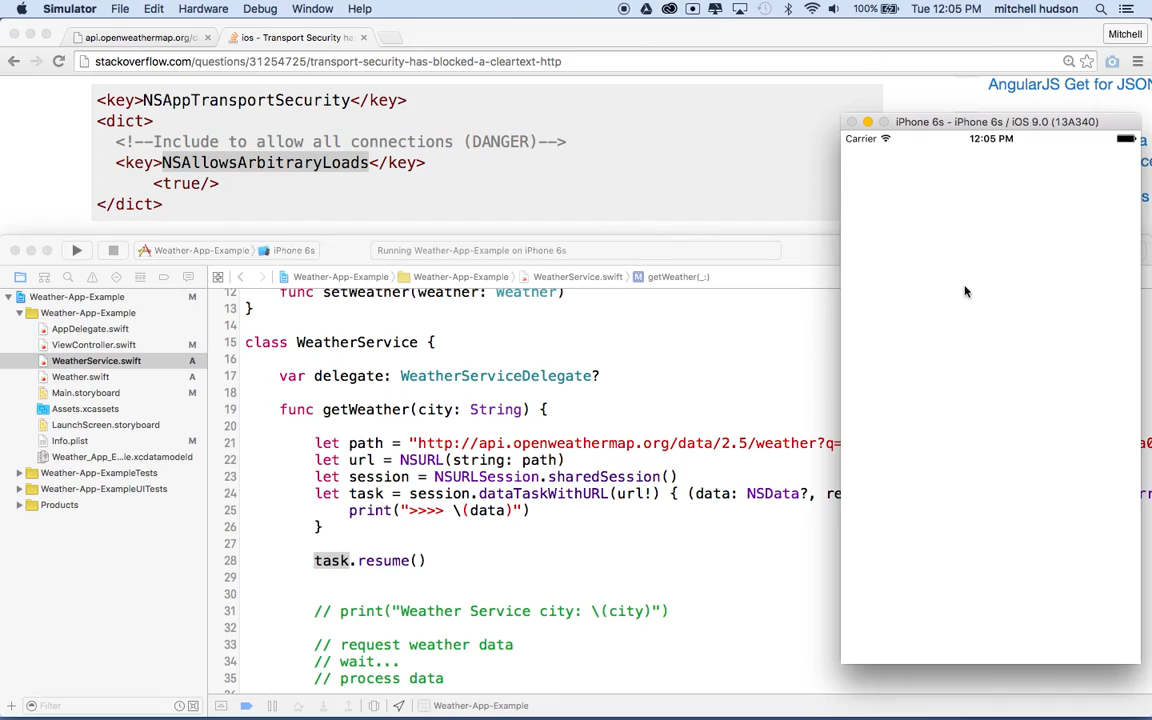 Simulator File Edit Hardware Debug Window Help 100% Tue 12:05 PM mitchell hudson
api.openweathermap.org/da ios - Transport Security ha Mitchell
stackoverflow.com/questions/31254725/transport-security-has-blocked-a-cleartext-http
AngularJS Get for JSON
<key>NSAppTransportSecurity</key>
<dict>
<!--Include to allow all connections (DANGER)-->
<key>NSAllowsArbitraryLoads</key>
<true/>
</dict>
iPhone 6s - iPhone 6s / iOS 9.0 (13A340)
Carrier 12:05 PM
Weather-App-Example iPhone 6s Running Weather-App-Example on iPhone 6s
Weather-App-Example Weather-App-Example WeatherService.swift M getWeather(_:)
Weather-App-Example M
Weather-App-Example
AppDelegate.swift
ViewController.swift M
WeatherService.swift A
Weather.swift A
Main.storyboard M
Assets.xcassets
LaunchScreen.storyboard
Info.plist M
Weather_App_E...le.xcdatamodeld
Weather-App-ExampleTests
Weather-App-ExampleUITests
Products
Filter
12 func setWeather(weather: Weather)
13 }
14
15 class WeatherService {
16
17 var delegate: WeatherServiceDelegate?
18
19 func getWeather(city: String) {
20
21 let path = "http://api.openweathermap.org/data/2.5/weather?q=
22 let url = NSURL(string: path)
23 let session = NSURLSession.sharedSession()
24 let task = session.dataTaskWithURL(url!) { (data: NSData?, re
25 print(">>>> \(data)")
26 }
27
28 task.resume()
29
30
31 // print("Weather Service city: \(city)")
32
33 // request weather data
34 // wait...
35 // process data
Weather-App-Example